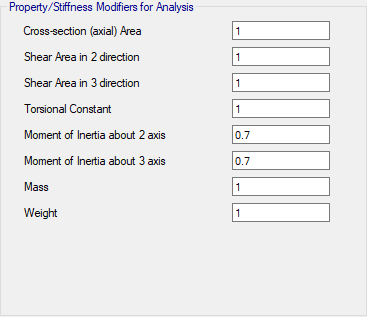 Property/Stiffness Modifiers for Analysis
Cross-section (axial) Area 1
Shear Area in 2 direction 1
Shear Area in 3 direction 1
Torsional Constant 1
Moment of Inertia about 2 axis 0.7
Moment of Inertia about 3 axis 0.7
Mass 1
Weight 1